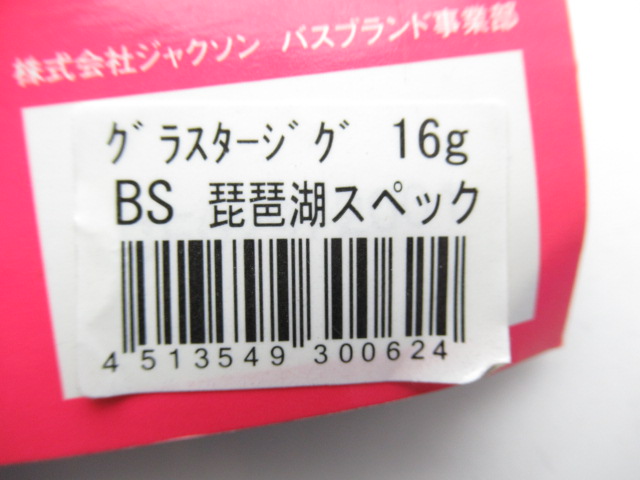 株式会社ジャクソン バスブランド事業部
ｸﾞﾗｽﾀｰｼﾞｸﾞ 16g
BS 琵琶湖スペック
4 513549 300624